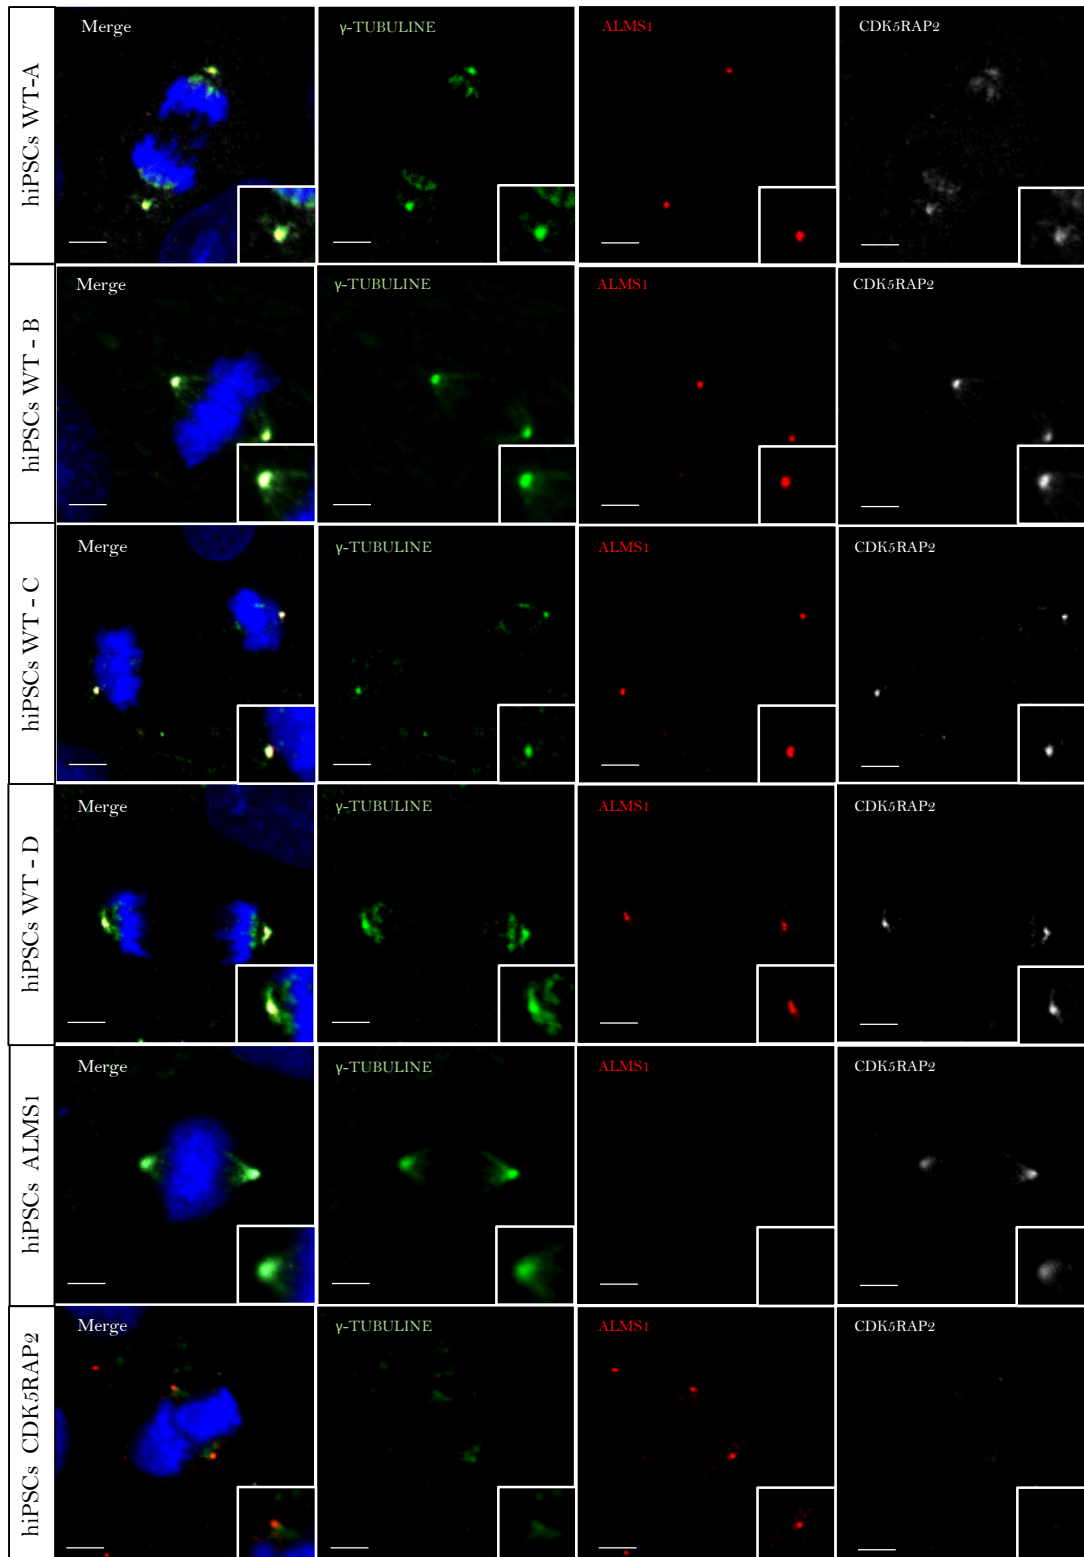 hiPSCs WT-A
Merge
γ-TUBULINE
ALMS1
CDK5RAP2
hiPSCs WT - B
Merge
γ-TUBULINE
ALMS1
CDK5RAP2
hiPSCs WT - C
Merge
γ-TUBULINE
ALMS1
CDK5RAP2
hiPSCs WT - D
Merge
γ-TUBULINE
ALMS1
CDK5RAP2
hiPSCs ALMS1
Merge
γ-TUBULINE
ALMS1
CDK5RAP2
hiPSCs CDK5RAP2
Merge
γ-TUBULINE
ALMS1
CDK5RAP2